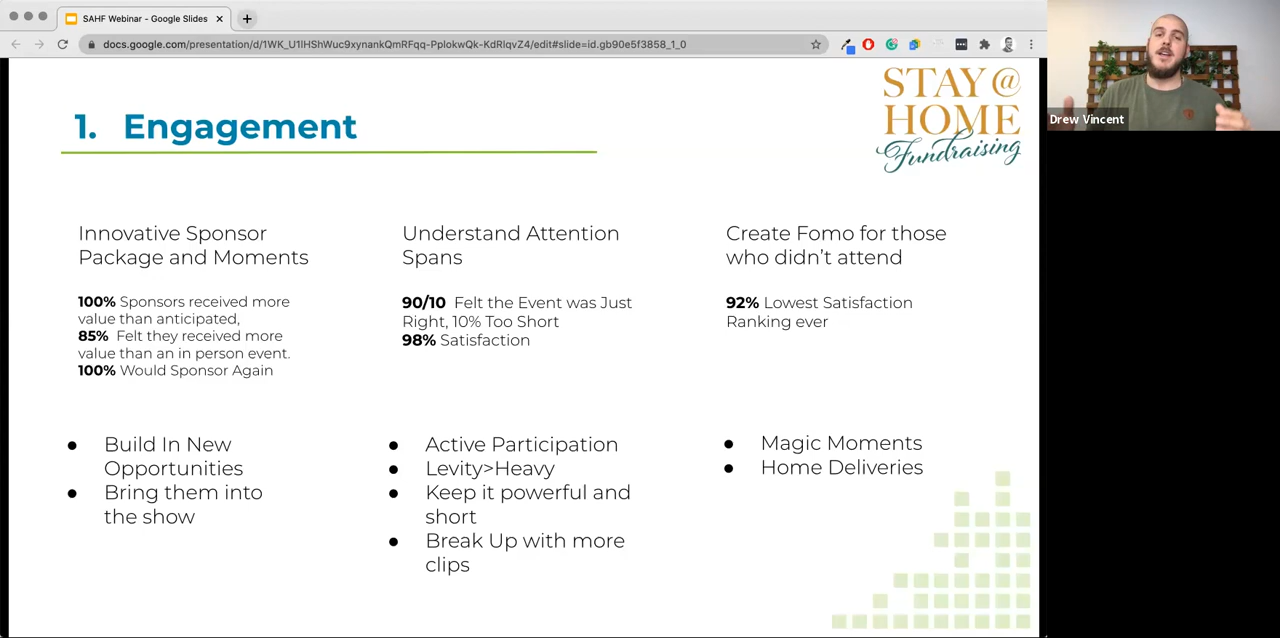 SAHF Webinar - Google Slides
docs.google.com/presentation/d/1WK_U1lHShWuc9xynankQmRFqq-PplokwQk-KdRlqvZ4/edit#slide=id.gb90e5f3858_1_0
Drew Vincent
STAY @
HOME
Fundraising
1. Engagement
Innovative Sponsor
Package and Moments
100% Sponsors received more
value than anticipated,
85% Felt they received more
value than an in person event.
100% Would Sponsor Again
Build In New
Opportunities
Bring them into
the show
Understand Attention
Spans
90/10 Felt the Event was Just
Right, 10% Too Short
98% Satisfaction
Active Participation
Levity>Heavy
Keep it powerful and
short
Break Up with more
clips
Create Fomo for those
who didn't attend
92% Lowest Satisfaction
Ranking ever
Magic Moments
Home Deliveries